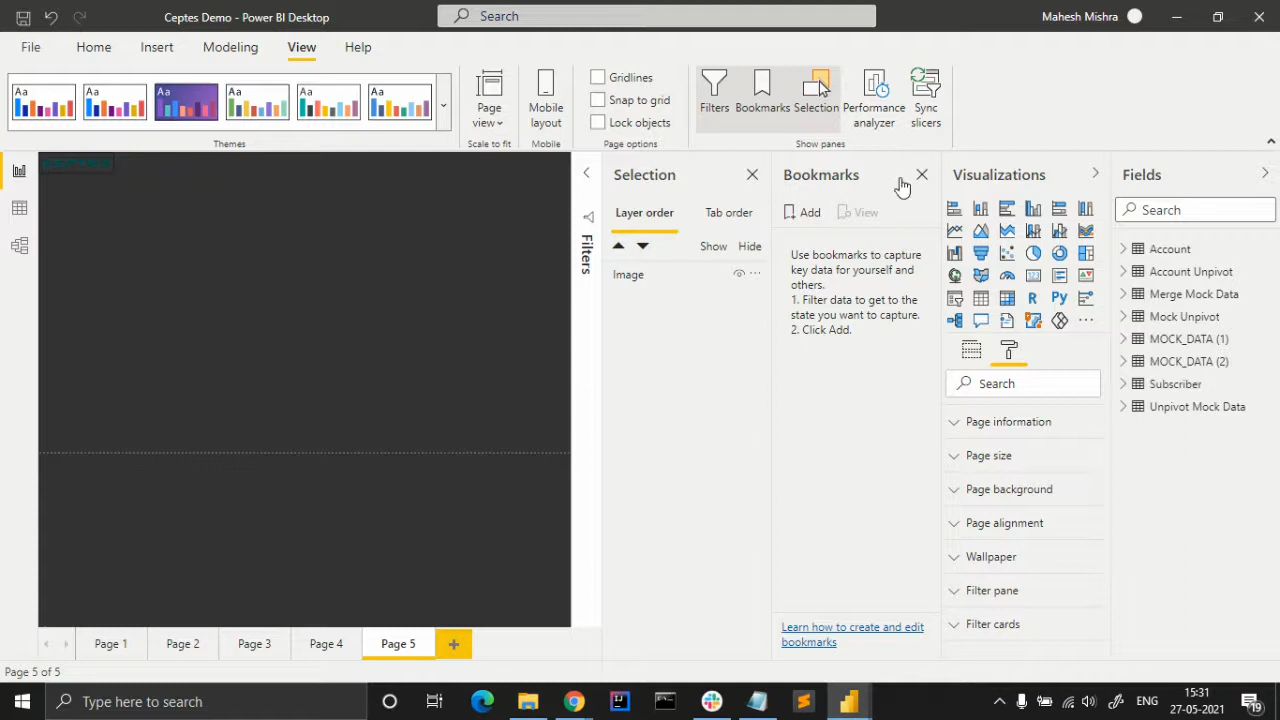 Ceptes Demo - Power BI Desktop
Search
Mahesh Mishra
File
Home
Insert
Modeling
View
Help
Aa
Aa
Aa
Aa
Aa
Aa
Page view
Mobile layout
Gridlines
Snap to grid
Lock objects
Filters
Bookmarks
Selection
Performance analyzer
Sync slicers
Themes
Scale to fit
Mobile
Page options
Show panes
Filters
Selection
Layer order
Tab order
Show
Hide
Image
Bookmarks
Add
View
Use bookmarks to capture
key data for yourself and
others.
1. Filter data to get to the
state you want to capture.
2. Click Add.
Learn how to create and edit
bookmarks
Visualizations
R
Py
123
Search
Page information
Page size
Page background
Page alignment
Wallpaper
Filter pane
Filter cards
Fields
Search
Account
Account Unpivot
Merge Mock Data
Mock Unpivot
MOCK_DATA (1)
MOCK_DATA (2)
Subscriber
Unpivot Mock Data
Page 1
Page 2
Page 3
Page 4
Page 5
Page 5 of 5
Type here to search
ENG
15:31
27-05-2021
19